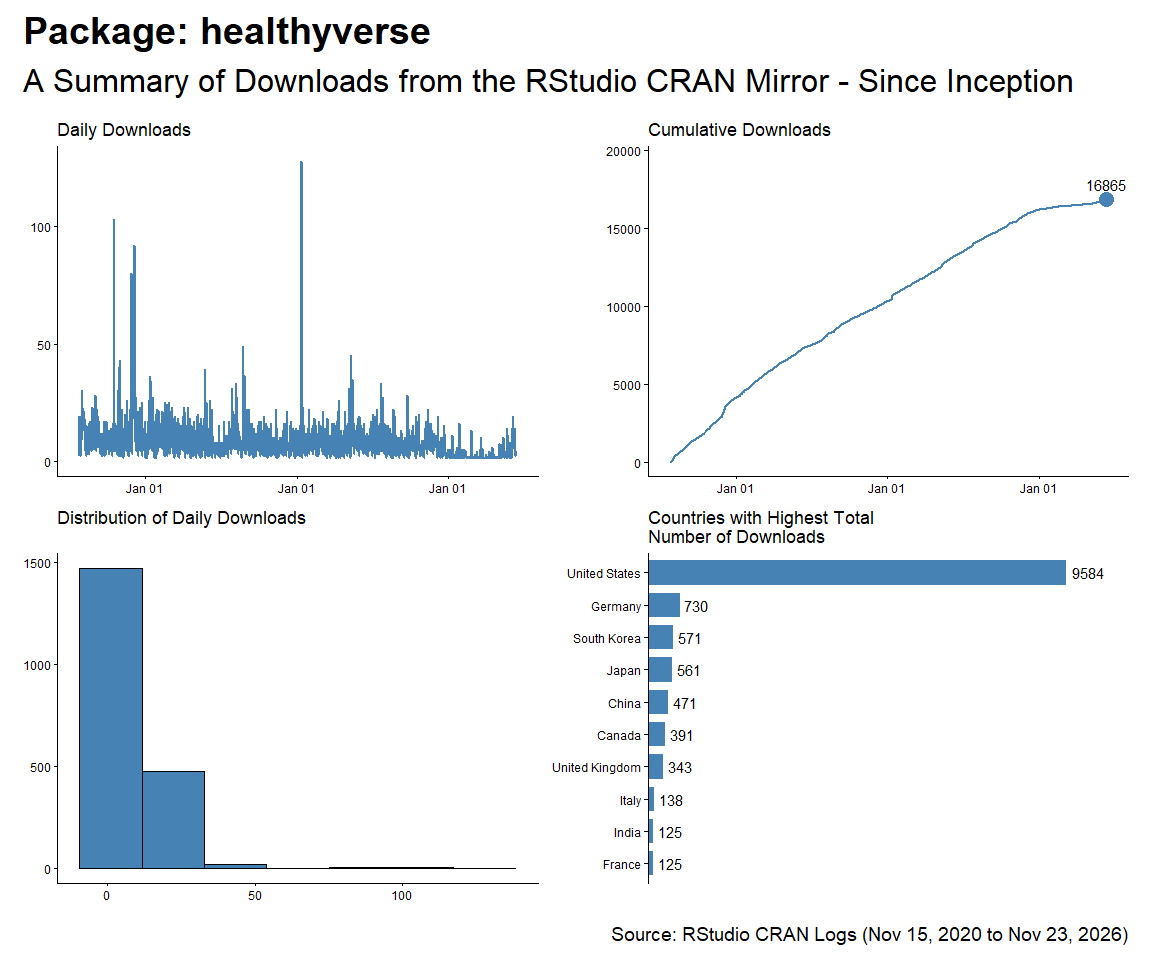 Package: healthyverse
A Summary of Downloads from the RStudio CRAN Mirror - Since Inception
Daily Downloads
100
50
0
Jan 01 Jan 01 Jan 01
Cumulative Downloads
20000
15000
10000
5000
0
16865
Jan 01 Jan 01 Jan 01
Distribution of Daily Downloads
1500
1000
500
0
0 50 100
Countries with Highest Total
Number of Downloads
United States 9584
Germany 730
South Korea 571
Japan 561
China 471
Canada 391
United Kingdom 343
Italy 138
India 125
France 125
Source: RStudio CRAN Logs (Nov 15, 2020 to Nov 23, 2026)